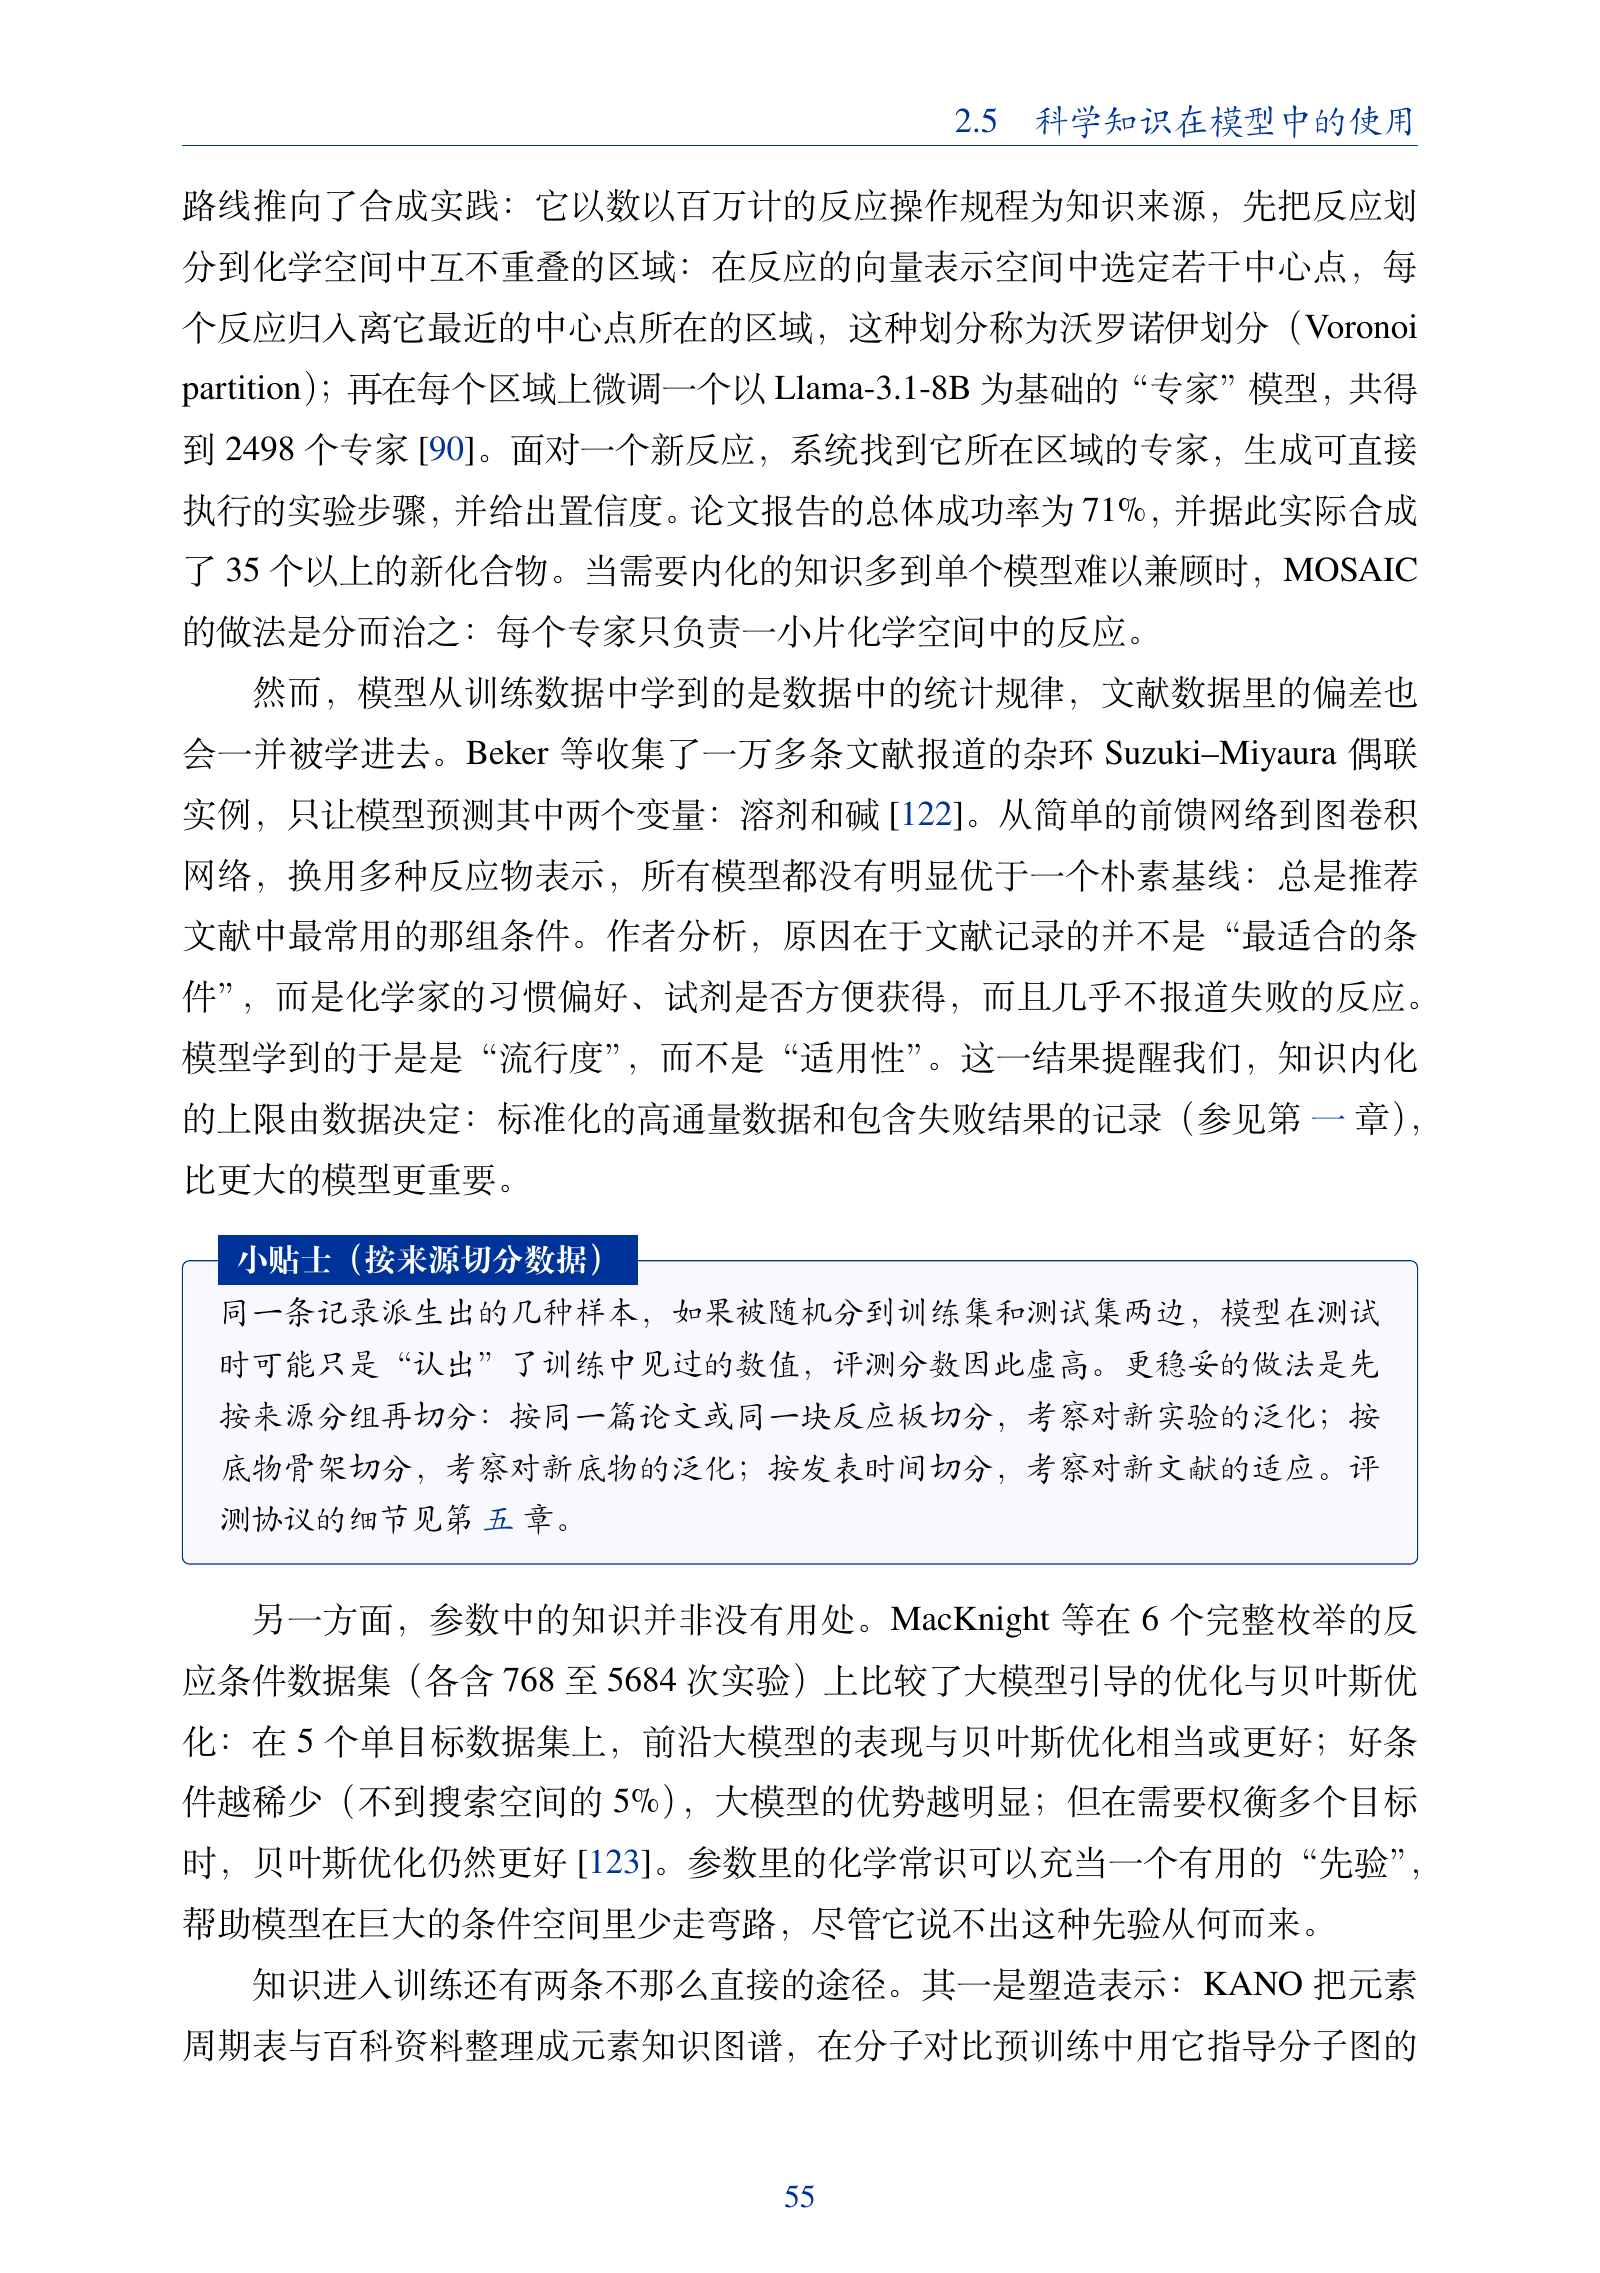 2.5 科学知识在模型中的使用
路线推向了合成实践：它以数以百万计的反应操作规程为知识来源，先把反应划
分到化学空间中互不重叠的区域：在反应的向量表示空间中选定若干中心点，每
个反应归入离它最近的中心点所在的区域，这种划分称为沃罗诺伊划分（Voronoi
partition）；再在每个区域上微调一个以 Llama-3.1-8B 为基础的“专家”模型，共得
到 2498 个专家 [90]。面对一个新反应，系统找到它所在区域的专家，生成可直接
执行的实验步骤，并给出置信度。论文报告的总体成功率为 71%，并据此实际合成
了 35 个以上的新化合物。当需要内化的知识多到单个模型难以兼顾时，MOSAIC
的做法是分而治之：每个专家只负责一小片化学空间中的反应。
然而，模型从训练数据中学到的是数据中的统计规律，文献数据里的偏差也
会一并被学进去。Beker 等收集了一万多条文献报道的杂环 Suzuki–Miyaura 偶联
实例，只让模型预测其中两个变量：溶剂和碱 [122]。从简单的前馈网络到图卷积
网络，换用多种反应物表示，所有模型都没有明显优于一个朴素基线：总是推荐
文献中最常用的那组条件。作者分析，原因在于文献记录的并不是“最适合的条
件”，而是化学家的习惯偏好、试剂是否方便获得，而且几乎不报道失败的反应。
模型学到的于是是“流行度”，而不是“适用性”。这一结果提醒我们，知识内化
的上限由数据决定：标准化的高通量数据和包含失败结果的记录（参见第 一 章），
比更大的模型更重要。
小贴士（按来源切分数据）
同一条记录派生出的几种样本，如果被随机分到训练集和测试集两边，模型在测试
时可能只是“认出”了训练中见过的数值，评测分数因此虚高。更稳妥的做法是先
按来源分组再切分：按同一篇论文或同一块反应板切分，考察对新实验的泛化；按
底物骨架切分，考察对新底物的泛化；按发表时间切分，考察对新文献的适应。评
测协议的细节见第 五 章。
另一方面，参数中的知识并非没有用处。MacKnight 等在 6 个完整枚举的反
应条件数据集（各含 768 至 5684 次实验）上比较了大模型引导的优化与贝叶斯优
化：在 5 个单目标数据集上，前沿大模型的表现与贝叶斯优化相当或更好；好条
件越稀少（不到搜索空间的 5%），大模型的优势越明显；但在需要权衡多个目标
时，贝叶斯优化仍然更好 [123]。参数里的化学常识可以充当一个有用的“先验”，
帮助模型在巨大的条件空间里少走弯路，尽管它说不出这种先验从何而来。
知识进入训练还有两条不那么直接的途径。其一是塑造表示：KANO 把元素
周期表与百科资料整理成元素知识图谱，在分子对比预训练中用它指导分子图的
55